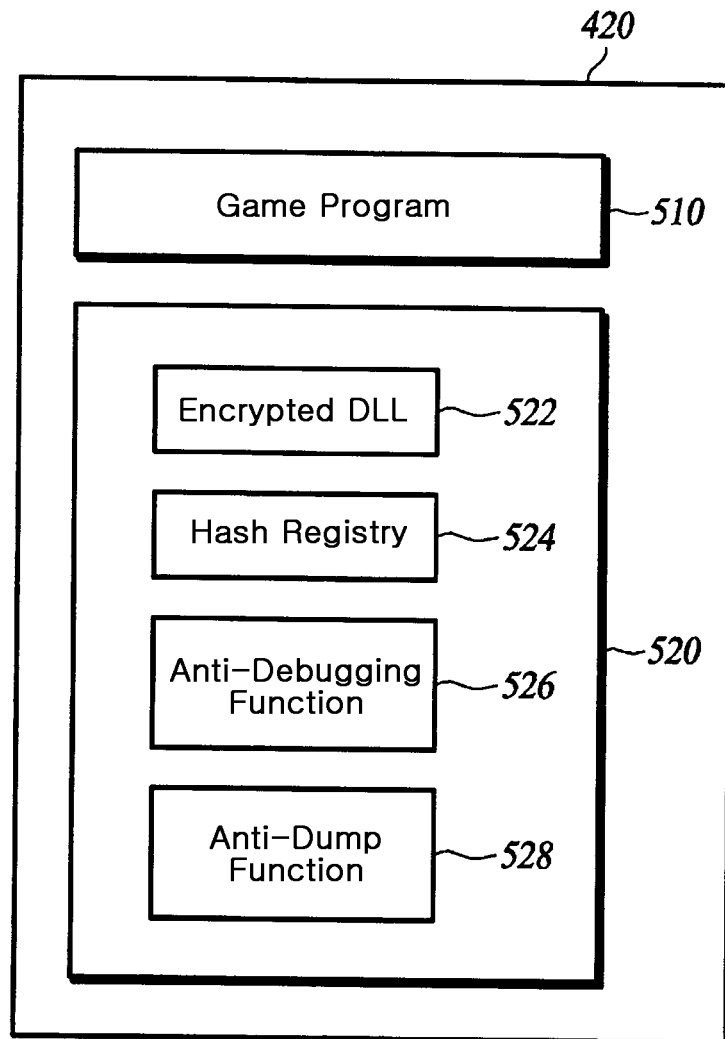 420
Game Program
510
Encrypted DLL
522
Hash Registry
524
Anti-Debugging
Function
526
520
Anti-Dump
Function
528